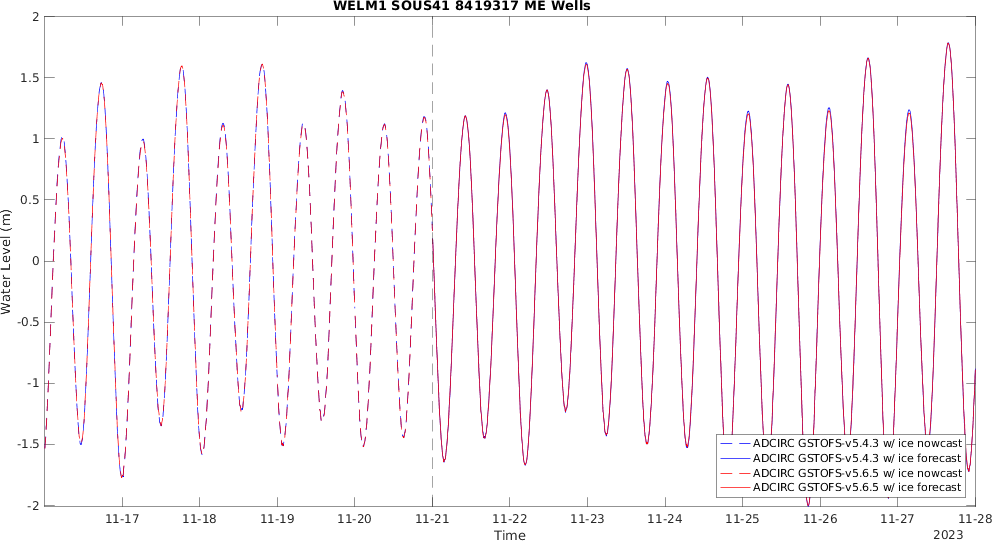 WELM1 SOUS41 8419317 ME Wells
2
1.5
1
0.5
0
-0.5
-1
-1.5
-2
Water Level (m)
ADCIRC GSTOFS-v5.4.3 w/ ice nowcast
ADCIRC GSTOFS-v5.4.3 w/ ice forecast
ADCIRC GSTOFS-v5.6.5 w/ ice nowcast
ADCIRC GSTOFS-v5.6.5 w/ ice forecast
11-17 11-18 11-19 11-20 11-21 11-22 11-23 11-24 11-25 11-26 11-27 11-28
Time
2023